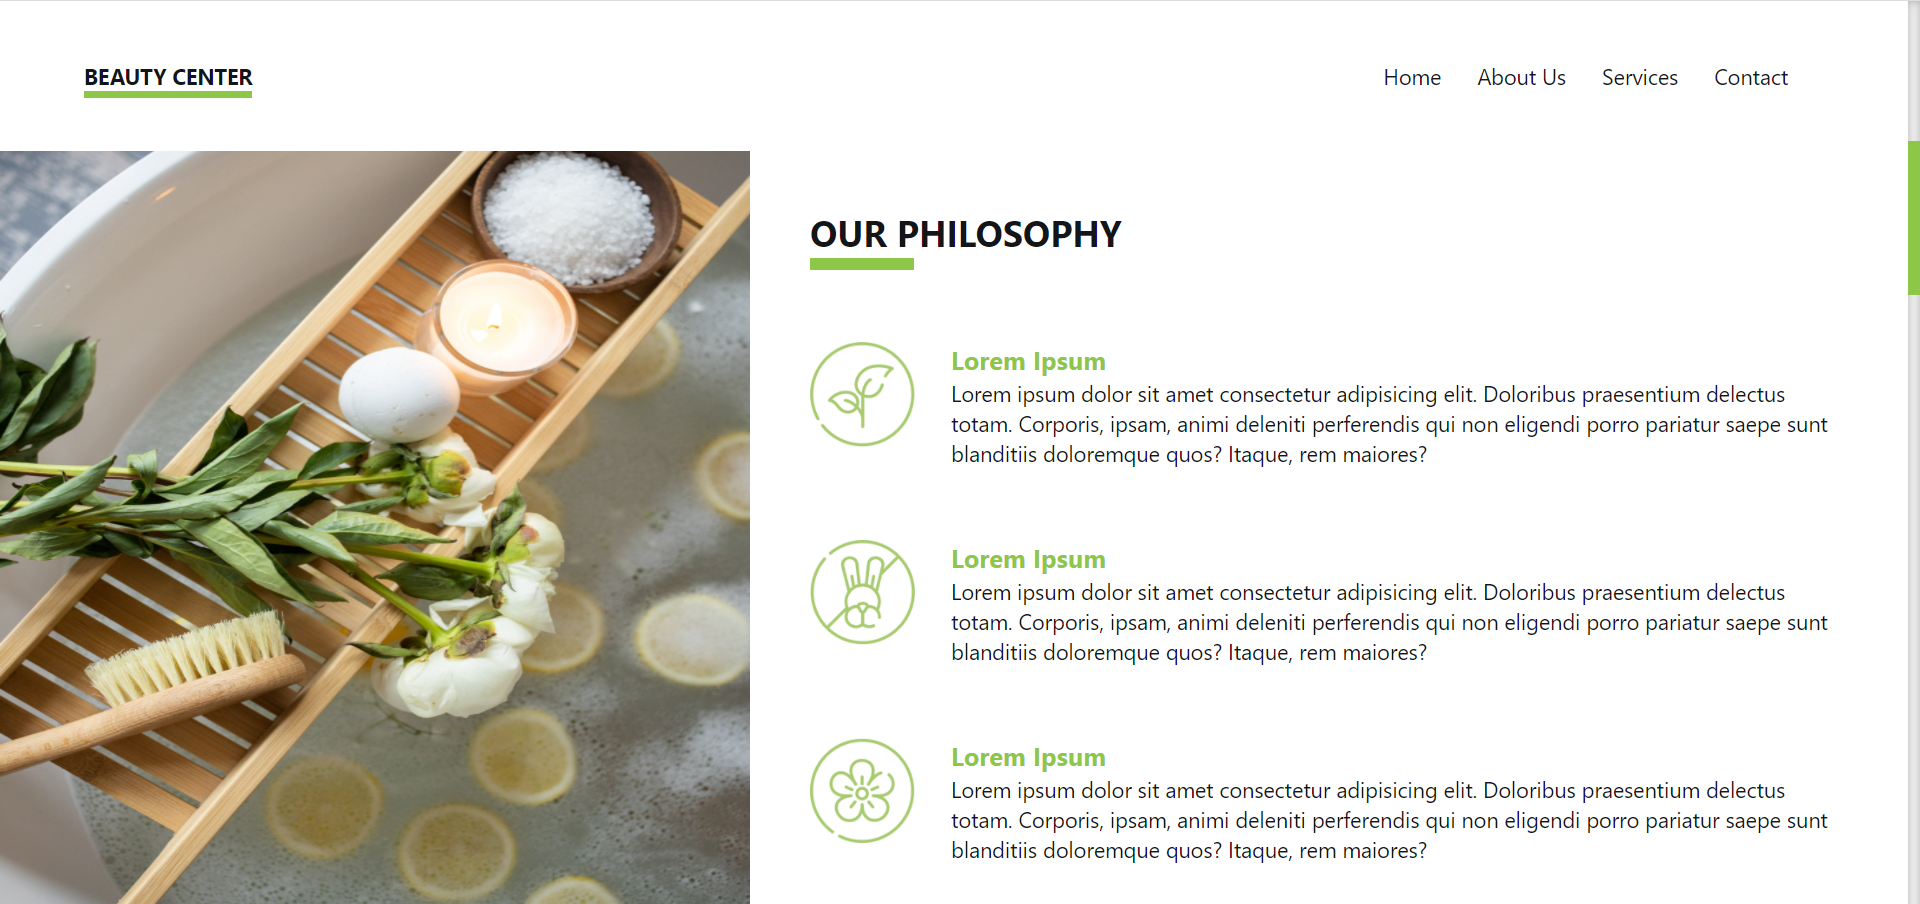 BEAUTY CENTER
Home About Us Services Contact
OUR PHILOSOPHY
Lorem Ipsum
Lorem ipsum dolor sit amet consectetur adipisicing elit. Doloribus praesentium delectus
totam. Corporis, ipsam, animi deleniti perferendis qui non eligendi porro pariatur saepe sunt
blanditiis doloremque quos? Itaque, rem maiores?
Lorem Ipsum
Lorem ipsum dolor sit amet consectetur adipisicing elit. Doloribus praesentium delectus
totam. Corporis, ipsam, animi deleniti perferendis qui non eligendi porro pariatur saepe sunt
blanditiis doloremque quos? Itaque, rem maiores?
Lorem Ipsum
Lorem ipsum dolor sit amet consectetur adipisicing elit. Doloribus praesentium delectus
totam. Corporis, ipsam, animi deleniti perferendis qui non eligendi porro pariatur saepe sunt
blanditiis doloremque quos? Itaque, rem maiores?